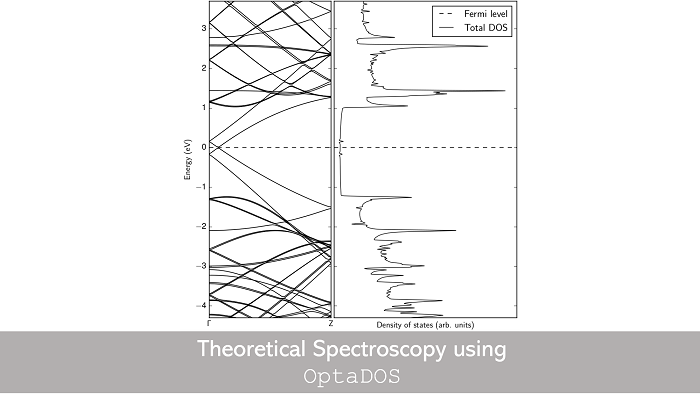 3
2
1
0
−1
−2
−3
−4
Energy (eV)
Γ
Z
Fermi level
Total DOS
Density of states (arb. units)
Theoretical Spectroscopy using
OptaDOS